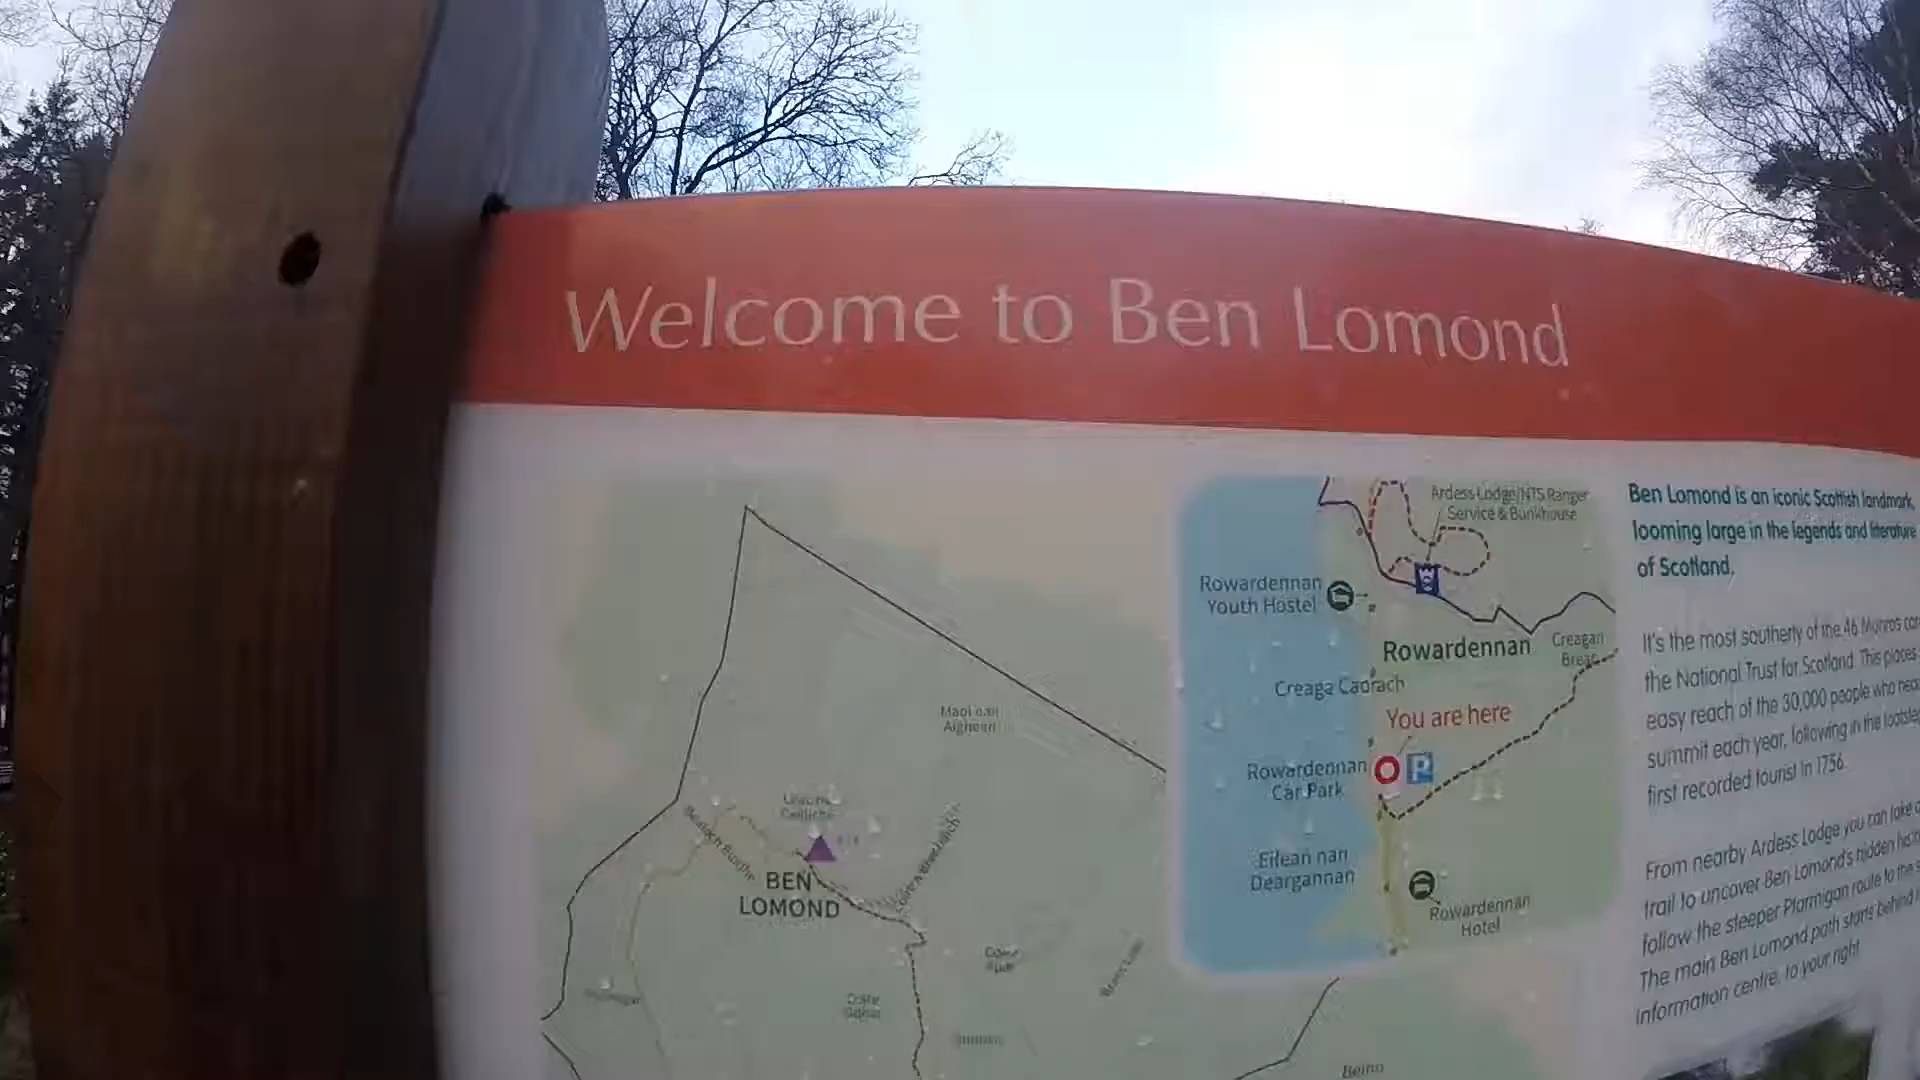 Welcome to Ben Lomond
Ardess Lodge/NTS Ranger
Service & Bunkhouse
Rowardennan
Youth Hostel
Rowardennan
Creagan
Breac
Creaga Caorach
You are here
Rowardennan
Car Park
P
Eilean nan
Deargannan
Rowardennan
Hotel
BEN
LOMOND
Ben Lomond is an iconic Scottish landmark,
looming large in the legends and literature
of Scotland.
It's the most southerly of the 46 Munros
the National Trust for Scotland. This places
easy reach of the 30,000 people who
summit each year, following in the
first recorded tourist in 1756.
From nearby Ardess Lodge you can take
trail to uncover Ben Lomond's hidden
follow the steeper Ptarmigan route to the
The main Ben Lomond path starts behind
information centre, to your right